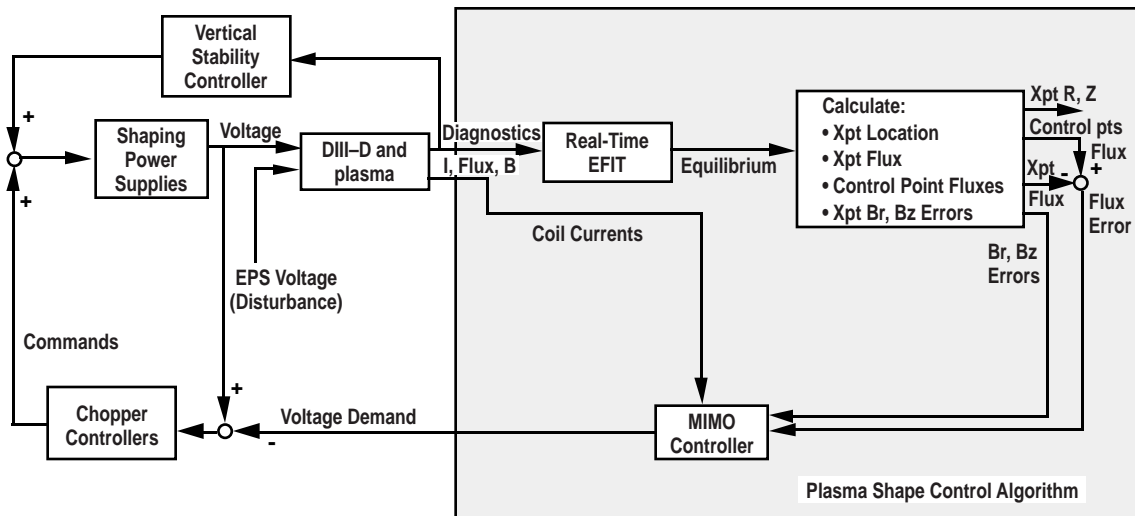 Vertical
Stability
Controller
+
Shaping
Power
Supplies
+
Voltage
DIII–D and
plasma
EPS Voltage
(Disturbance)
Commands
Chopper
Controllers
+
-
Voltage Demand
Diagnostics
I, Flux, B
Coil Currents
Real-Time
EFIT
Equilibrium
Calculate:
• Xpt Location
• Xpt Flux
• Control Point Fluxes
• Xpt Br, Bz Errors
Xpt R, Z
Control pts
Flux
Xpt
Flux
-
+
Flux
Error
Br, Bz
Errors
MIMO
Controller
Plasma Shape Control Algorithm